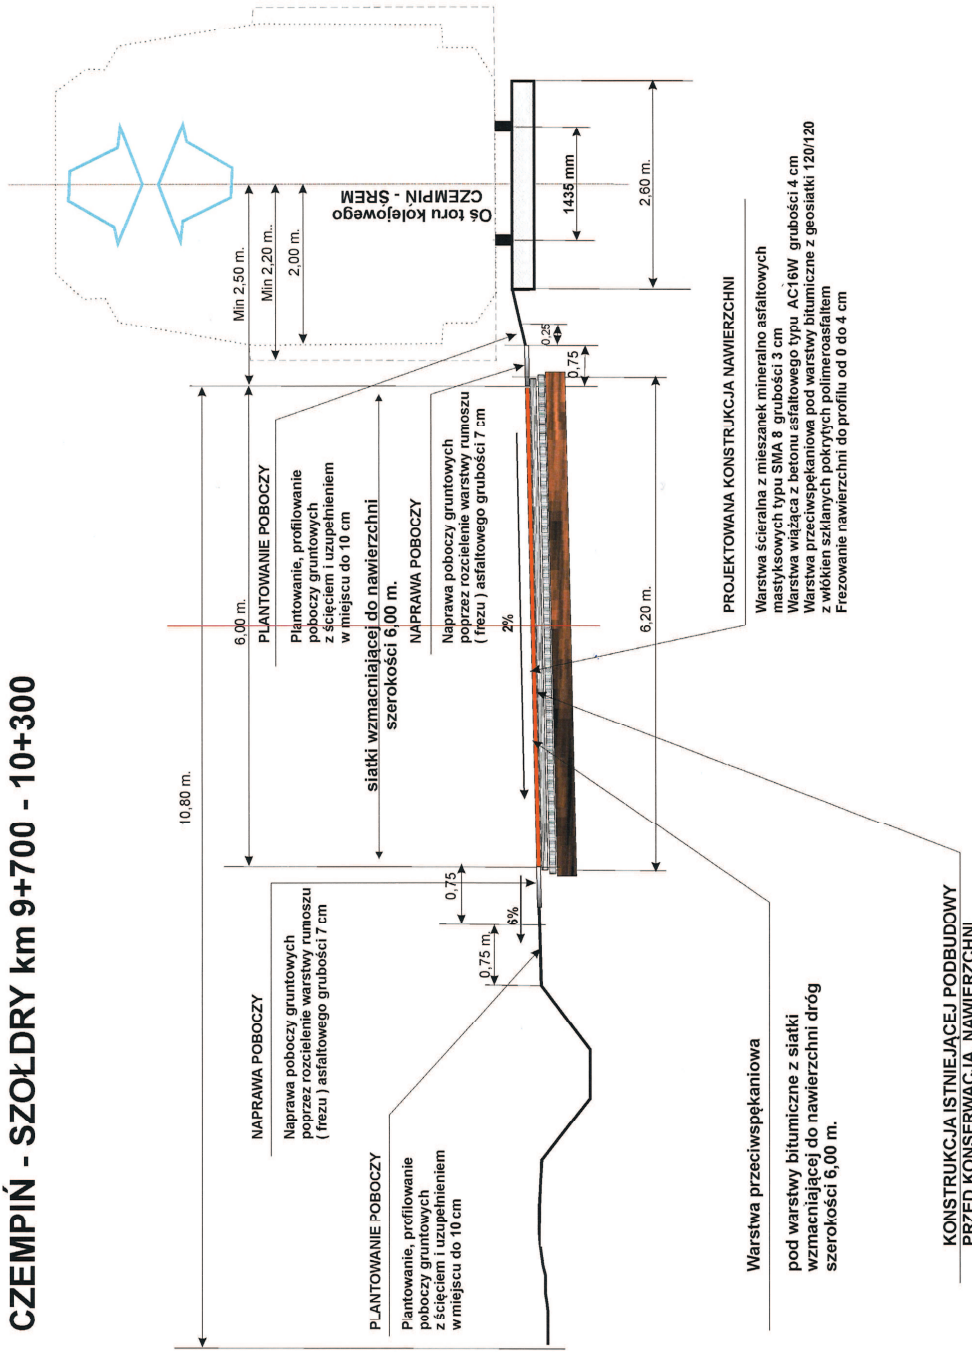 CZEMPIŃ - SZOŁDRY km 9+700 - 10+300
10,80 m.
6,00 m.
Min 2,50 m.
Min 2,20 m..
2,00 m.
Oś toru kolejowego
CZEMPIŃ - ŚREM
1435 mm
2,60 m.
PLANTOWANIE POBOCZY
Plantowanie, profilowanie
poboczy gruntowych
z ścięciem i uzupełnieniem
w miejscu do 10 cm
siatki wzmacniającej do nawierzchni
szerokości 6,00 m.
NAPRAWA POBOCZY
Naprawa poboczy gruntowych
poprzez rozcielenie warstwy rumoszu
( frezu ) asfaltowego grubości 7 cm
2%
0,25
0,75
6,20 m.
NAPRAWA POBOCZY
Naprawa poboczy gruntowych
poprzez rozcielenie warstwy rumoszu
( frezu ) asfaltowego grubości 7 cm
0,75
6%
0,75 m.
PLANTOWANIE POBOCZY
Plantowanie, profilowanie
poboczy gruntowych
z ścięciem i uzupełnieniem
w miejscu do 10 cm
PROJEKTOWANA KONSTRUKCJA NAWIERZCHNI
Warstwa ścieralna z mieszanek mineralno asfaltowych
mastyksowych typu SMA 8 grubości 3 cm
Warstwa wiążąca z betonu asfaltowego typu AC16W grubości 4 cm
Warstwa przeciwspękaniowa pod warstwy bitumiczne z geosiatki 120/120
z włókien szklanych pokrytych polimeroasfaltem
Frezowanie nawierzchni do profilu od 0 do 4 cm
Warstwa przeciwspękaniowa
pod warstwy bitumiczne z siatki
wzmacniającej do nawierzchni dróg
szerokości 6,00 m.
KONSTRUKCJA ISTNIEJĄCEJ PODBUDOWY
PRZED KONSERWACJĄ NAWIERZCHNI